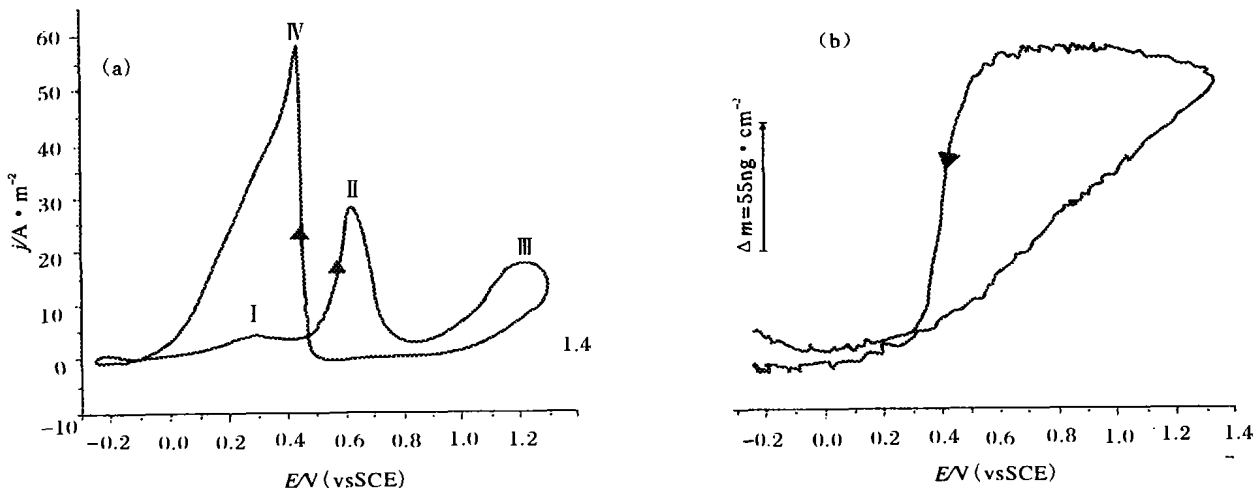 (a)
60
50
40
30
20
10
0
−10
j/A·m⁻²
I
II
III
IV
1.4
−0.2 0.0 0.2 0.4 0.6 0.8 1.0 1.2
E/V (vsSCE)
(b)
Δm=55ng·cm⁻²
−0.2 0.0 0.2 0.4 0.6 0.8 1.0 1.2 1.4
E/V (vsSCE)